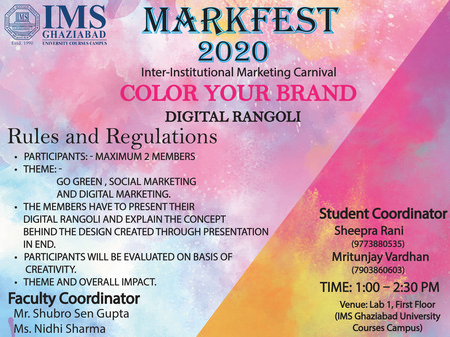 IMS
GHAZIABAD
UNIVERSITY COURSES CAMPUS
Estd. 1990
MARKFEST
2020
Inter-Institutional Marketing Carnival
COLOR YOUR BRAND
DIGITAL RANGOLI
Rules and Regulations
• PARTICIPANTS: - MAXIMUM 2 MEMBERS
• THEME: -
GO GREEN , SOCIAL MARKETING
AND DIGITAL MARKETING.
• THE MEMBERS HAVE TO PRESENT THEIR
DIGITAL RANGOLI AND EXPLAIN THE CONCEPT
BEHIND THE DESIGN CREATED THROUGH PRESENTATION
IN END.
• PARTICIPANTS WILL BE EVALUATED ON BASIS OF
CREATIVITY.
• THEME AND OVERALL IMPACT.
Faculty Coordinator
Mr. Shubro Sen Gupta
Ms. Nidhi Sharma
Student Coordinator
Sheepra Rani
(9773880535)
Mritunjay Vardhan
(7903860603)
TIME: 1:00 – 2:30 PM
Venue: Lab 1, First Floor
(IMS Ghaziabad University
Courses Campus)